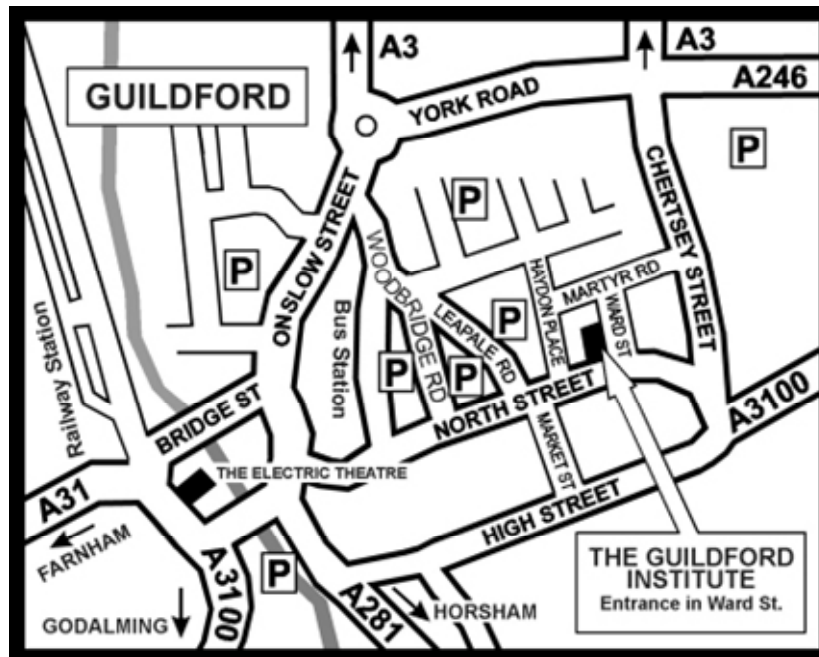 A3
A3
A246
GUILDFORD
YORK ROAD
P
CHERTSEY STREET
P
ONSLOW STREET
P
WOODBRIDGE RD
HAYDON PLACE
MARTYR RD
WARD ST
Bus Station
LEAPALE RD
P
P
P
Railway Station
BRIDGE ST
NORTH STREET
A3100
MARKET ST
THE ELECTRIC THEATRE
HIGH STREET
A31
FARNHAM
A3100
P
THE GUILDFORD
INSTITUTE
Entrance in Ward St.
GODALMING
A281
HORSHAM